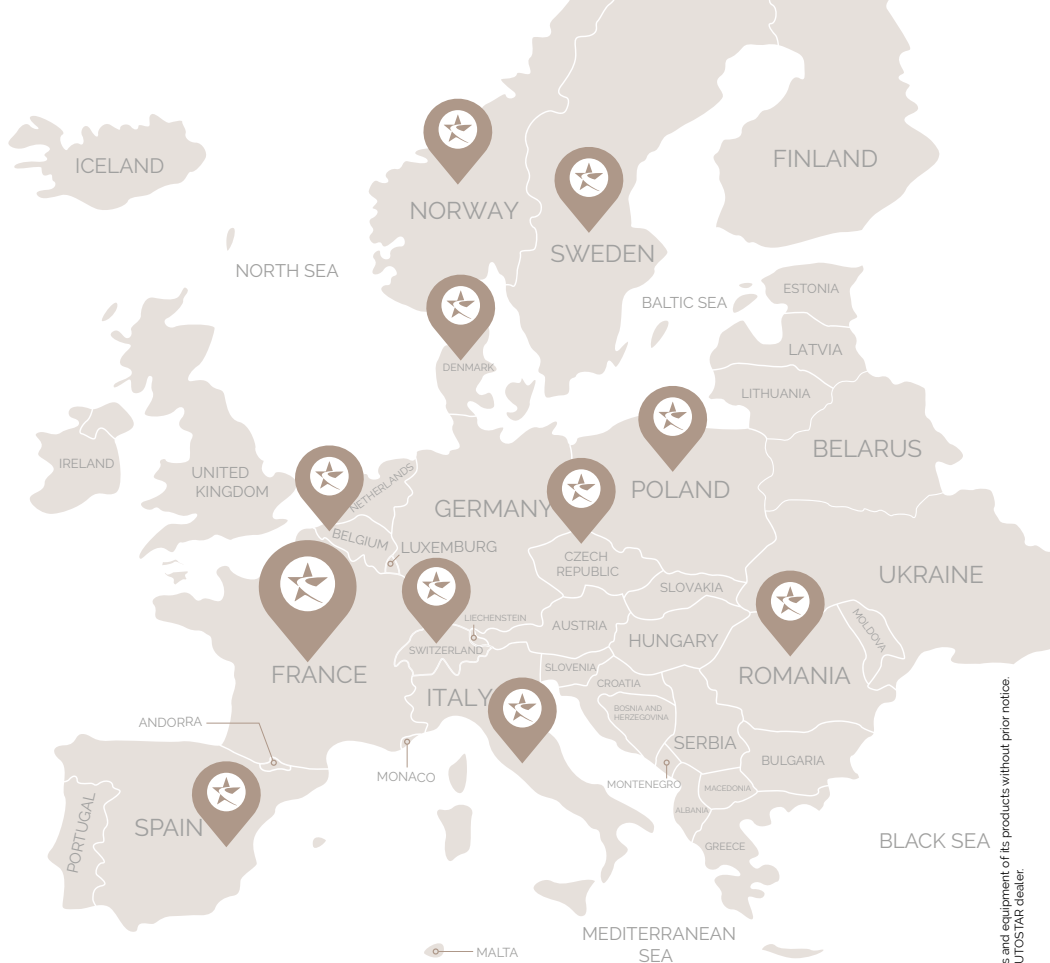 ICELAND
FINLAND
NORWAY
SWEDEN
NORTH SEA
ESTONIA
BALTIC SEA
LATVIA
DENMARK
LITHUANIA
BELARUS
IRELAND
UNITED
KINGDOM
NETHERLANDS
GERMANY
POLAND
BELGIUM
LUXEMBURG
CZECH
REPUBLIC
SLOVAKIA
UKRAINE
LIECHENSTEIN
AUSTRIA
MOLDOVA
HUNGARY
SWITZERLAND
FRANCE
SLOVENIA
ROMANIA
CROATIA
ITALY
BOSNIA AND
HERZEGOVINA
ANDORRA
SERBIA
BULGARIA
MONACO
MONTENEGRO
MACEDONIA
ALBANIA
SPAIN
PORTUGAL
GREECE
BLACK SEA
MEDITERRANEAN
SEA
MALTA
s and equipment of its products without prior notice.
UTOSTAR dealer.